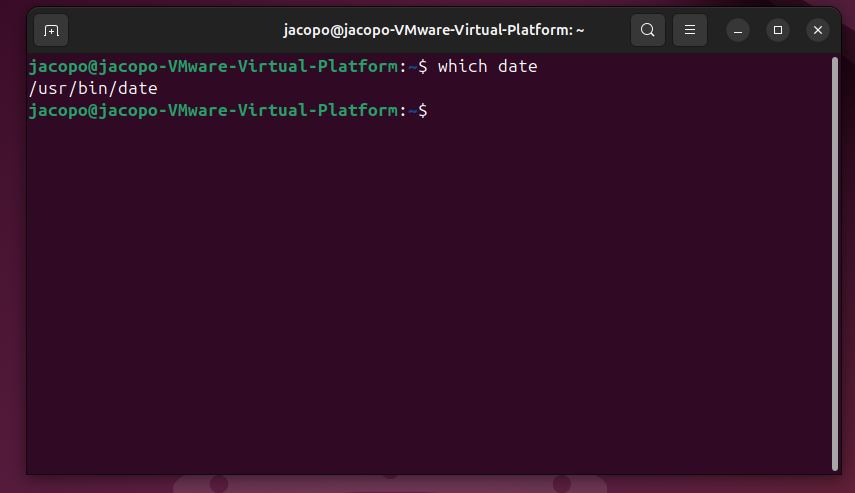 jacopo@jacopo-VMware-Virtual-Platform: ~
jacopo@jacopo-VMware-Virtual-Platform:~$ which date
/usr/bin/date
jacopo@jacopo-VMware-Virtual-Platform:~$